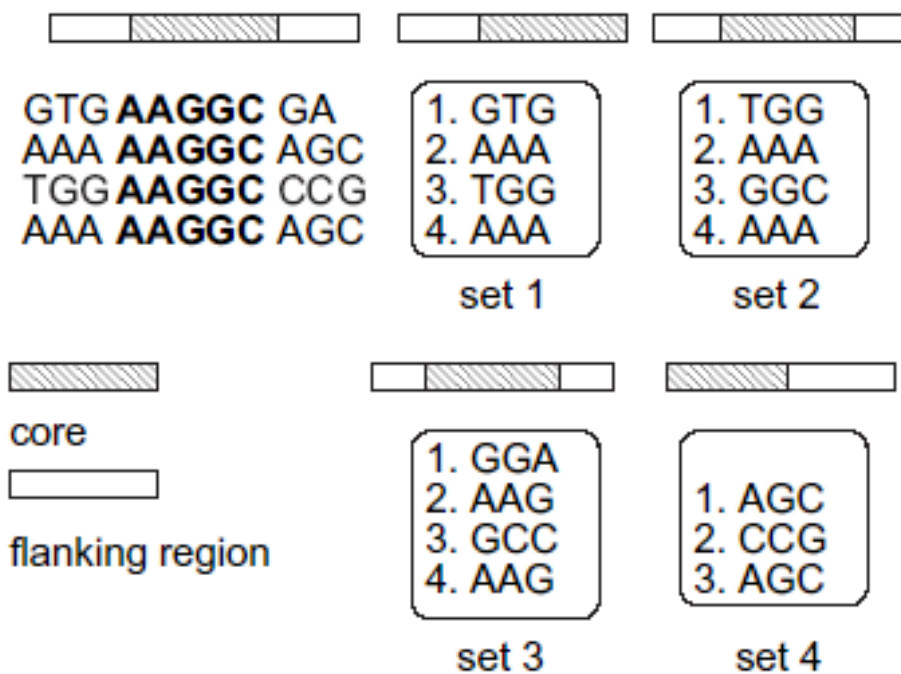 GTG AAGGC GA
AAA AAGGC AGC
TGG AAGGC CCG
AAA AAGGC AGC
1. GTG
2. AAA
3. TGG
4. AAA
set 1
1. TGG
2. AAA
3. GGC
4. AAA
set 2
core
flanking region
1. GGA
2. AAG
3. GCC
4. AAG
set 3
1. AGC
2. CCG
3. AGC
set 4